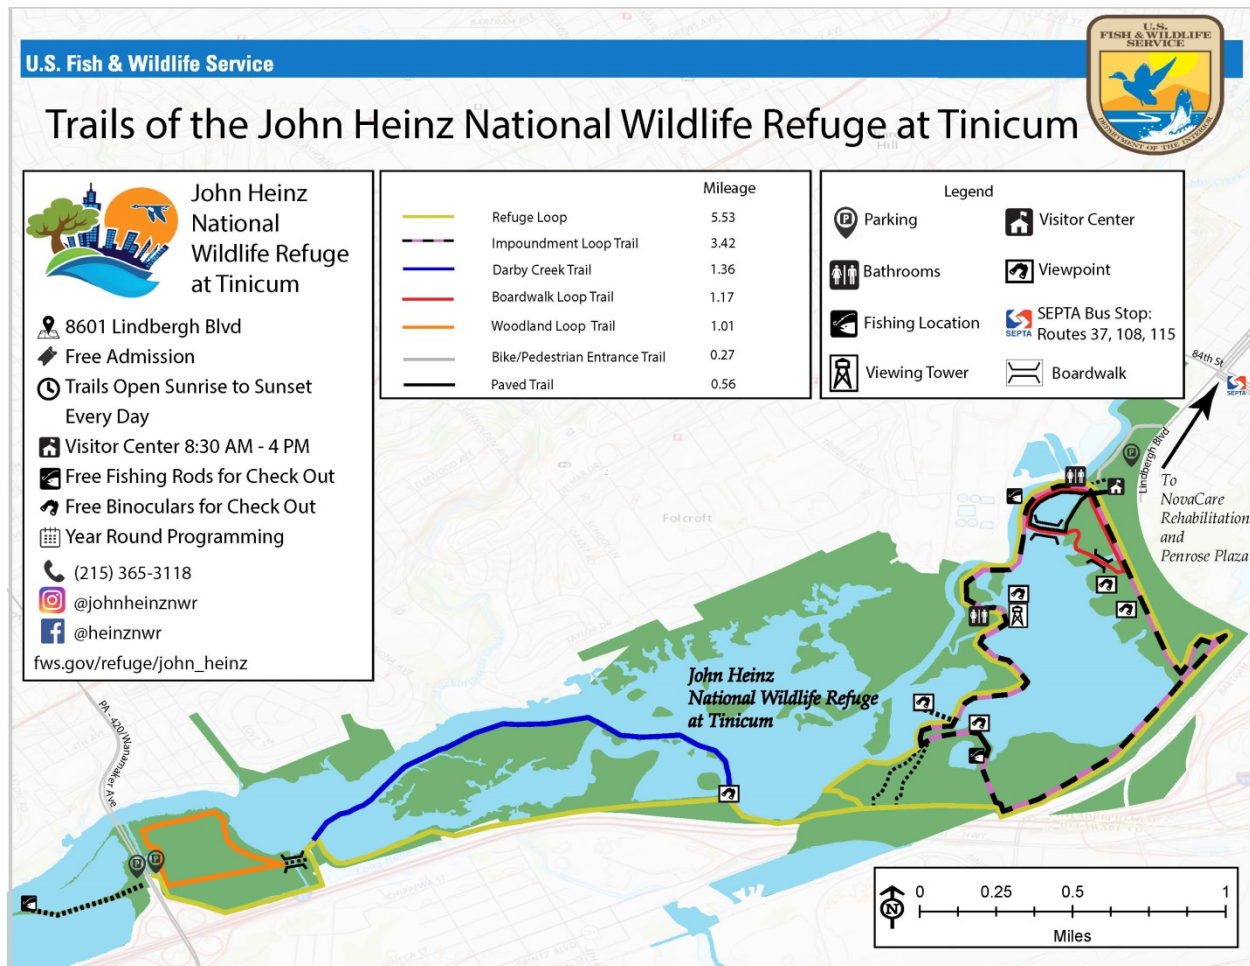 U.S. Fish & Wildlife Service
U.S.
FISH & WILDLIFE
SERVICE
DEPARTMENT OF THE INTERIOR
Trails of the John Heinz National Wildlife Refuge at Tinicum
John Heinz
National
Wildlife Refuge
at Tinicum
8601 Lindbergh Blvd
Free Admission
Trails Open Sunrise to Sunset
Every Day
Visitor Center 8:30 AM - 4 PM
Free Fishing Rods for Check Out
Free Binoculars for Check Out
Year Round Programming
(215) 365-3118
@johnheinznwr
@heinznwr
fws.gov/refuge/john_heinz
Mileage
Refuge Loop 5.53
Impoundment Loop Trail 3.42
Darby Creek Trail 1.36
Boardwalk Loop Trail 1.17
Woodland Loop Trail 1.01
Bike/Pedestrian Entrance Trail 0.27
Paved Trail 0.56
Legend
P Parking
Visitor Center
Bathrooms
Viewpoint
Fishing Location
SEPTA
SEPTA Bus Stop:
Routes 37, 108, 115
Viewing Tower
Boardwalk
84th St
SEPTA
Lindbergh Blvd
P
To
NovaCare
Rehabilitation
and
Penrose Plaza
Folcroft
John Heinz
National Wildlife Refuge
at Tinicum
PA - 420/Wanamaker Ave
P
P
N
0 0.25 0.5 1
Miles